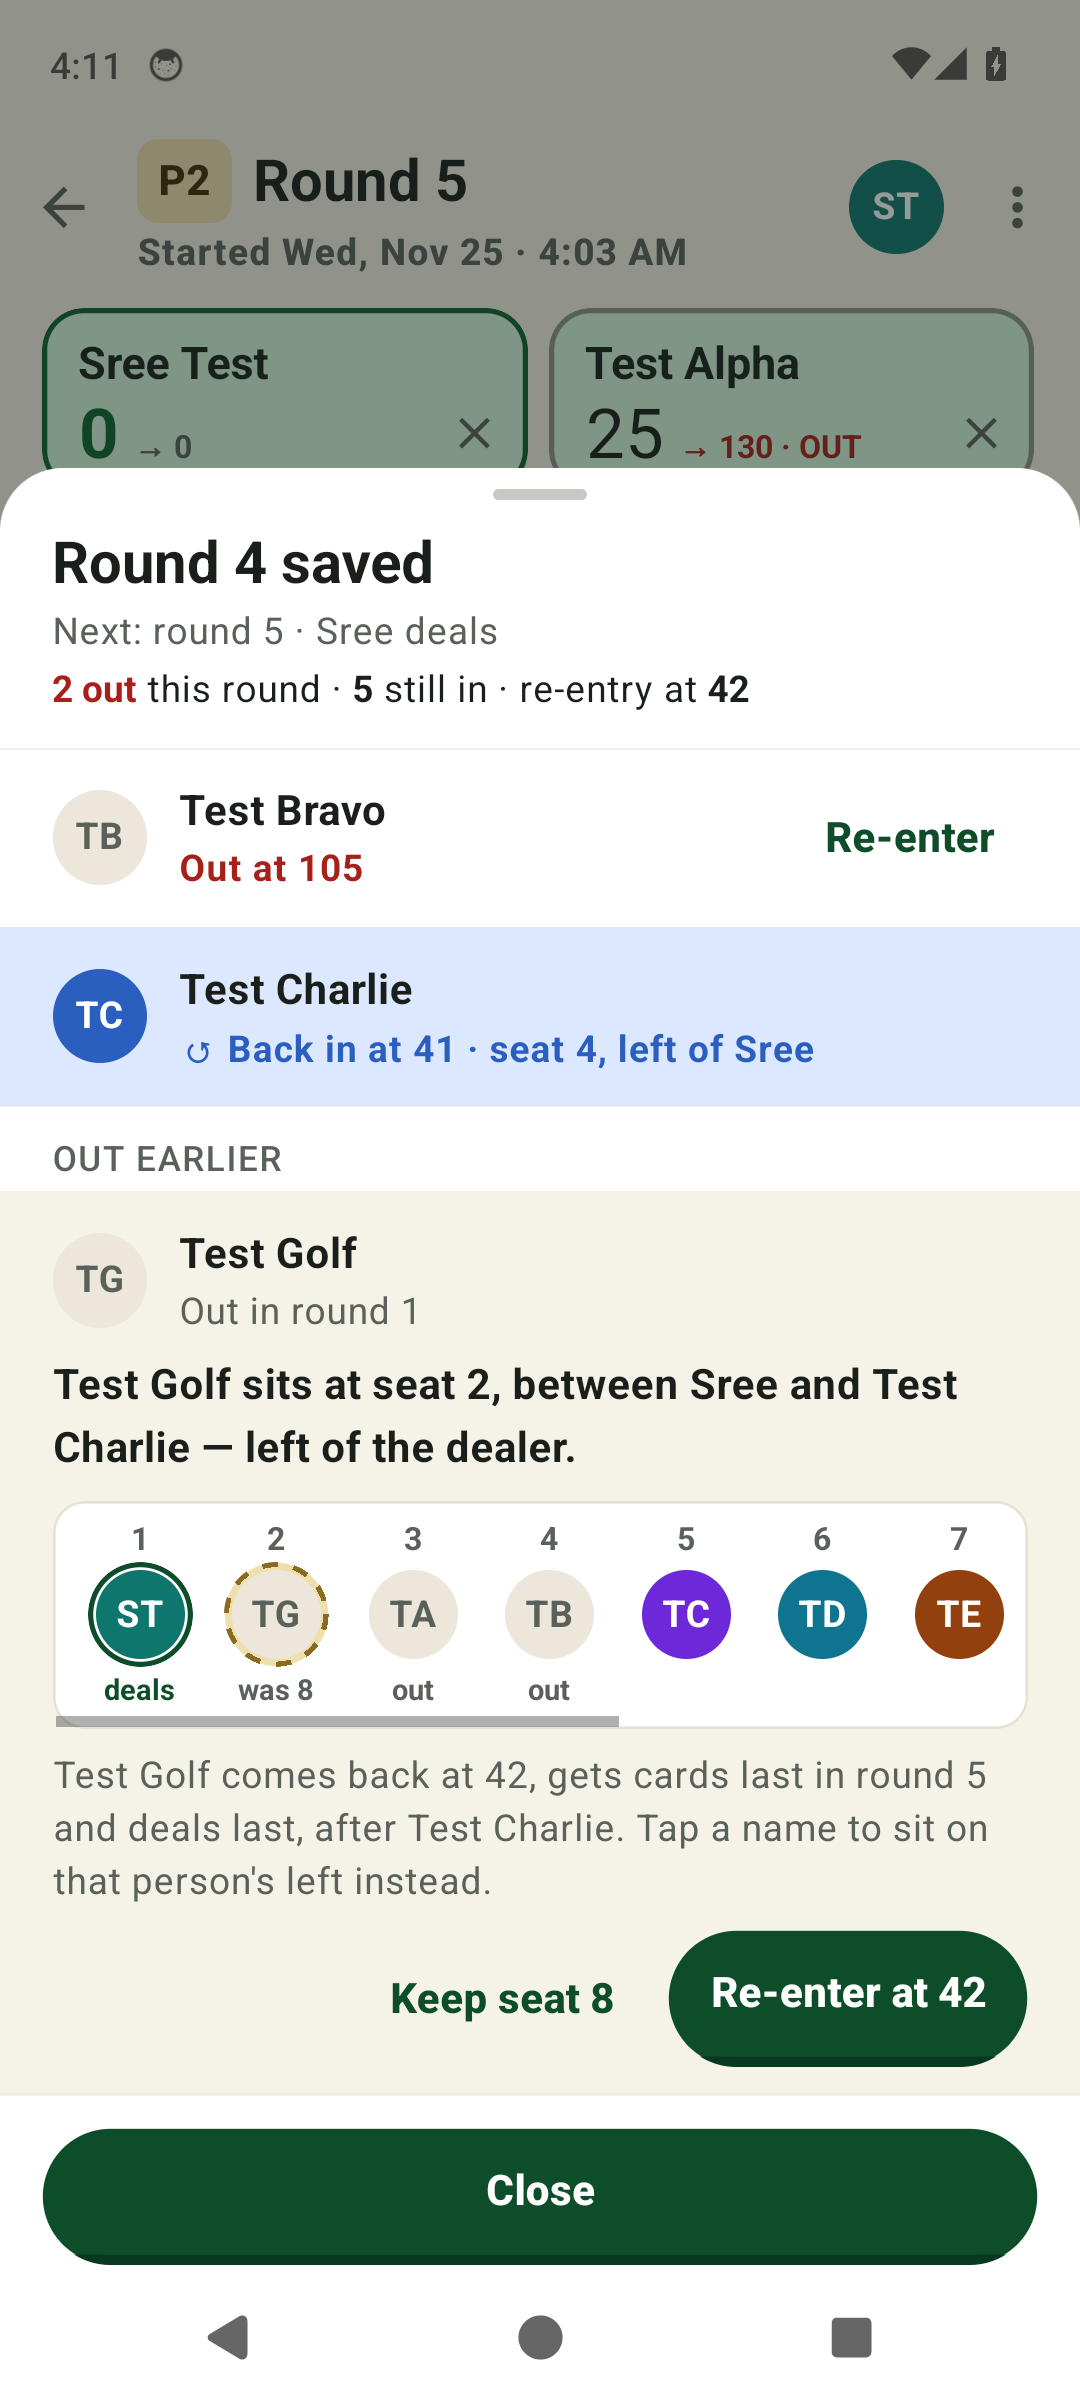 4:11
P2 Round 5
ST
Started Wed, Nov 25 · 4:03 AM
Sree Test
0 → 0
Test Alpha
25 → 130 · OUT
Round 4 saved
Next: round 5 · Sree deals
2 out this round · 5 still in · re-entry at 42
TB
Test Bravo
Out at 105
Re-enter
TC
Test Charlie
Back in at 41 · seat 4, left of Sree
OUT EARLIER
TG
Test Golf
Out in round 1
Test Golf sits at seat 2, between Sree and Test
Charlie — left of the dealer.
1 2 3 4 5 6 7
ST TG TA TB TC TD TE
deals was 8 out out
Test Golf comes back at 42, gets cards last in round 5
and deals last, after Test Charlie. Tap a name to sit on
that person's left instead.
Keep seat 8
Re-enter at 42
Close